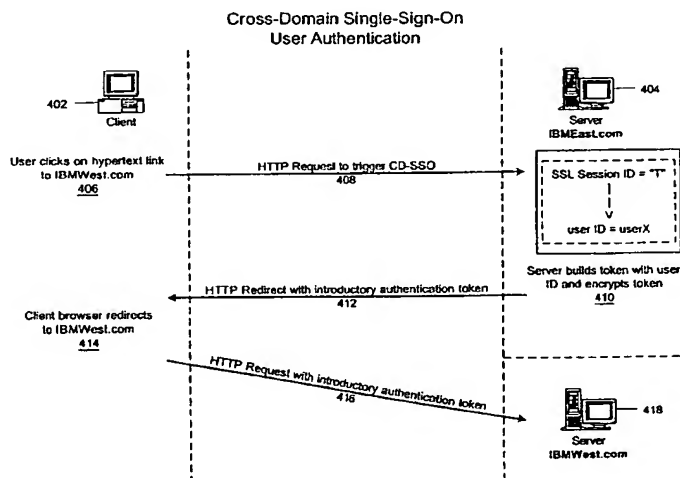 Cross-Domain Single-Sign-On
User Authentication
402
Client
404
Server
IBMEast.com
User clicks on hypertext link
to IBMWest.com
406
HTTP Request to trigger CD-SSO
408
SSL Session ID = "1"
user ID = userX
Server builds token with user
ID and encrypts token
410
HTTP Redirect with introductory authentication token
412
Client browser redirects
to IBMWest.com
414
HTTP Request with introductory authentication token
416
418
Server
IBMWest.com